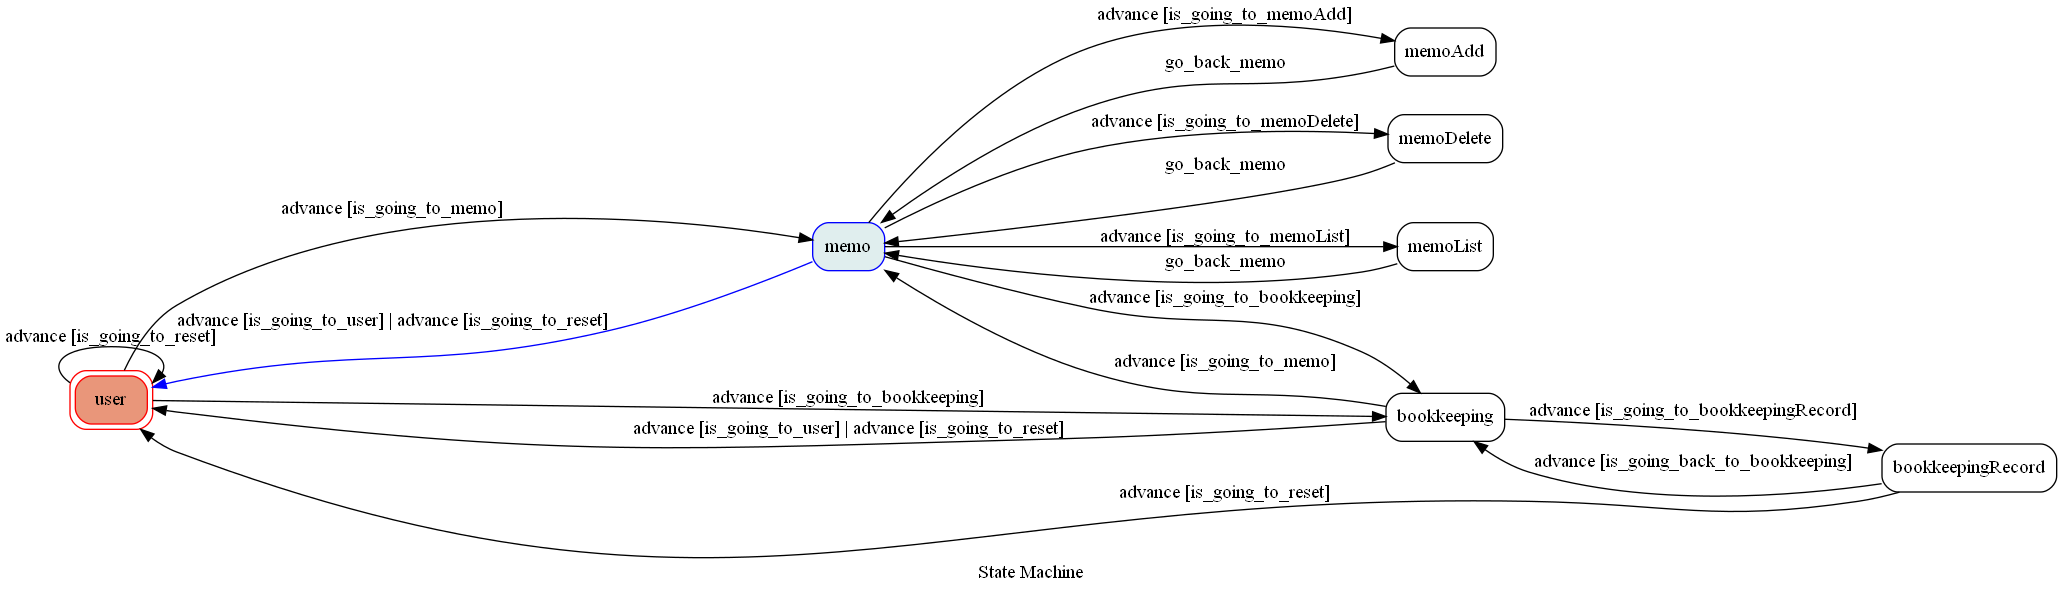 advance [is_going_to_memoAdd]
memoAdd
go_back_memo
advance [is_going_to_memoDelete]
memoDelete
go_back_memo
advance [is_going_to_memo]
memo
advance [is_going_to_memoList]
memoList
go_back_memo
advance [is_going_to_bookkeeping]
advance [is_going_to_user] | advance [is_going_to_reset]
advance [is_going_to_reset]
advance [is_going_to_memo]
user
advance [is_going_to_bookkeeping]
bookkeeping
advance [is_going_to_bookkeepingRecord]
advance [is_going_to_user] | advance [is_going_to_reset]
advance [is_going_back_to_bookkeeping]
bookkeepingRecord
advance [is_going_to_reset]
State Machine